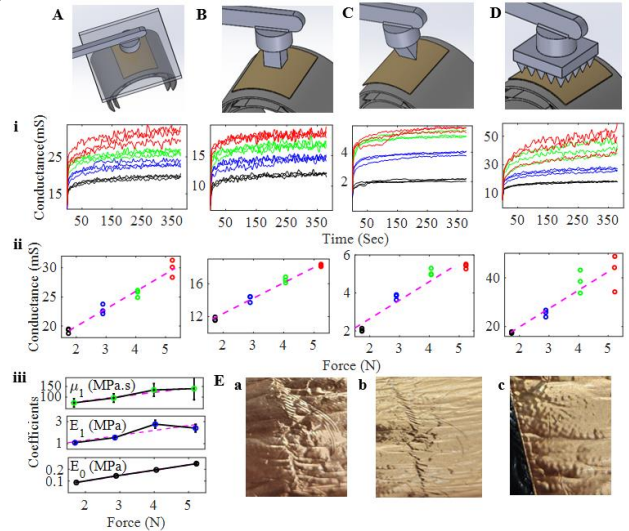 A B C D
i
Conductance(mS)
25
15
15
10
4
2
50
30
10
50 150 250 350
50 150 250 350
50 150 250 350
50 150 250 350
Time (Sec)
ii
Conductance (mS)
30
25
20
16
12
6
4
2
40
20
2 3 4 5
2 3 4 5
2 3 4 5
2 3 4 5
Force (N)
iii
Coefficients
μ₁ (MPa.s)
150
100
E₁ (MPa)
3
1
E₀ (MPa)
0.2
0.1
2 3 4 5
Force (N)
E a b c